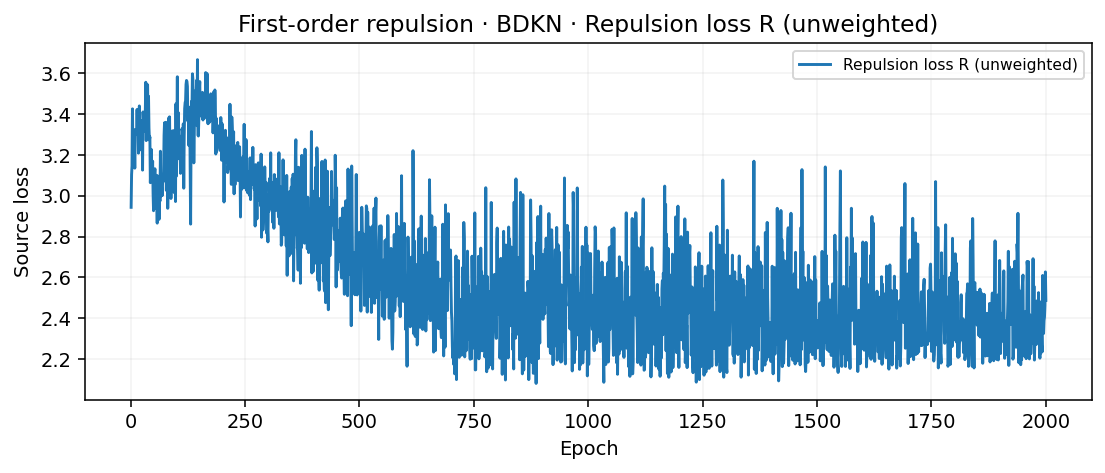 First-order repulsion · BDKN · Repulsion loss R (unweighted)
Repulsion loss R (unweighted)
Source loss
3.6
3.4
3.2
3.0
2.8
2.6
2.4
2.2
0 250 500 750 1000 1250 1500 1750 2000
Epoch